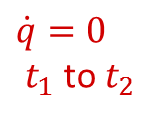 q̇ = 0
t₁ to t₂